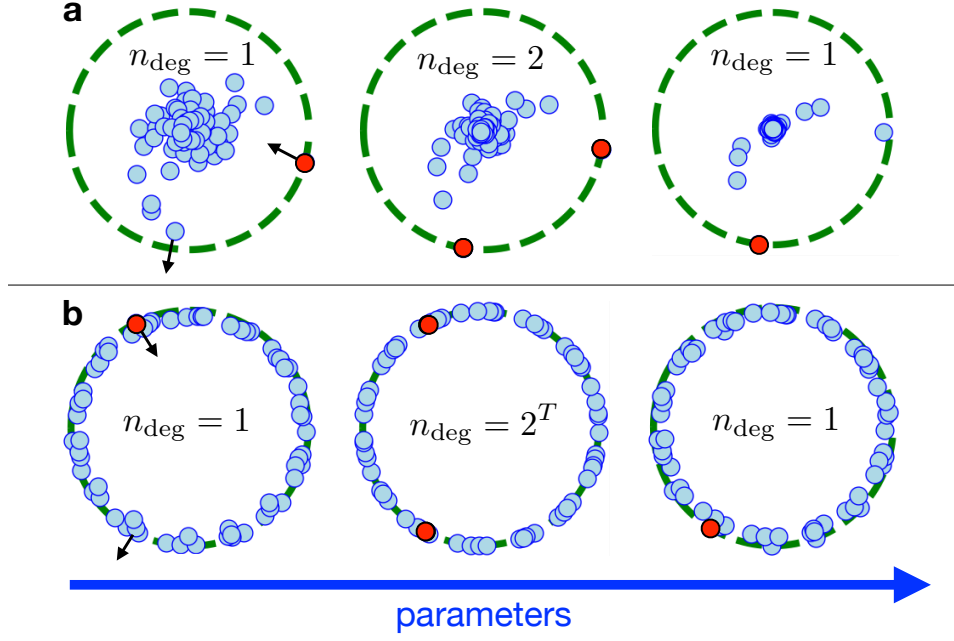 a
n_deg = 1
n_deg = 2
n_deg = 1
b
n_deg = 1
n_deg = 2^T
n_deg = 1
parameters